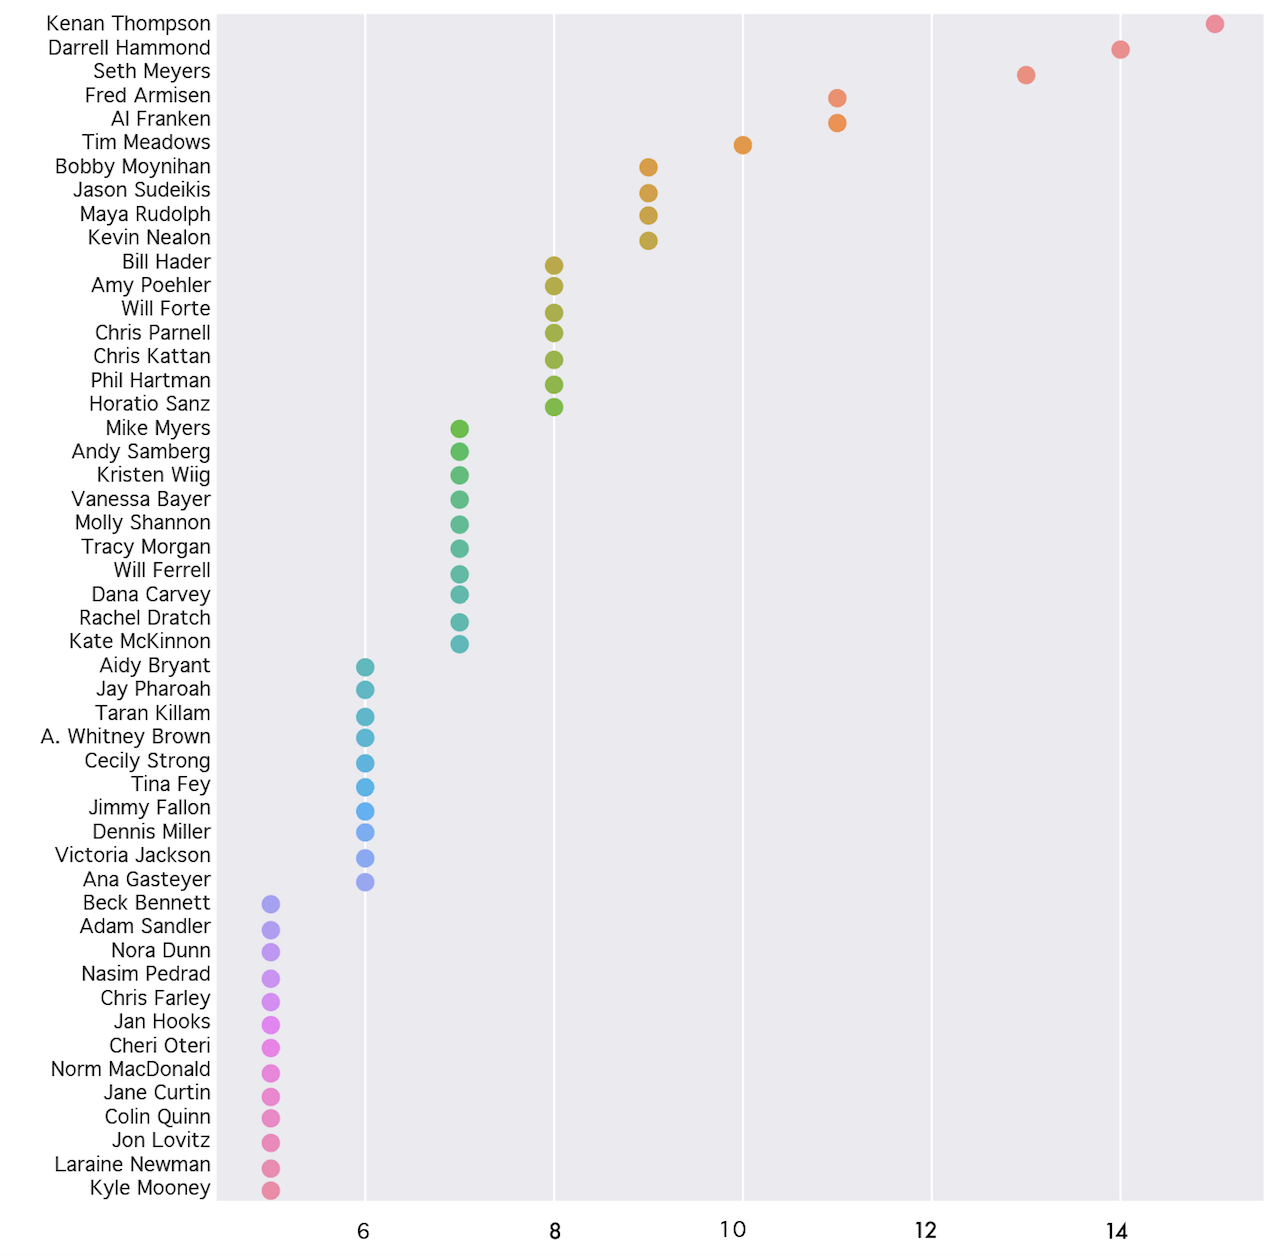 Kenan Thompson
Darrell Hammond
Seth Meyers
Fred Armisen
Al Franken
Tim Meadows
Bobby Moynihan
Jason Sudeikis
Maya Rudolph
Kevin Nealon
Bill Hader
Amy Poehler
Will Forte
Chris Parnell
Chris Kattan
Phil Hartman
Horatio Sanz
Mike Myers
Andy Samberg
Kristen Wiig
Vanessa Bayer
Molly Shannon
Tracy Morgan
Will Ferrell
Dana Carvey
Rachel Dratch
Kate McKinnon
Aidy Bryant
Jay Pharoah
Taran Killam
A. Whitney Brown
Cecily Strong
Tina Fey
Jimmy Fallon
Dennis Miller
Victoria Jackson
Ana Gasteyer
Beck Bennett
Adam Sandler
Nora Dunn
Nasim Pedrad
Chris Farley
Jan Hooks
Cheri Oteri
Norm MacDonald
Jane Curtin
Colin Quinn
Jon Lovitz
Laraine Newman
Kyle Mooney
6 8 10 12 14